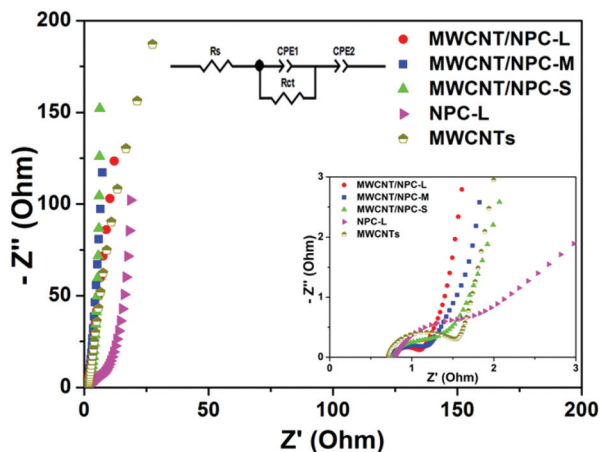 200
150
100
50
0
- Z'' (Ohm)
0
50
100
150
200
Z' (Ohm)
Rs
CPE1
CPE2
Rct
MWCNT/NPC-L
MWCNT/NPC-M
MWCNT/NPC-S
NPC-L
MWCNTs
MWCNT/NPC-L
MWCNT/NPC-M
MWCNT/NPC-S
NPC-L
MWCNTs
3
2
1
0
-Z'' (Ohm)
0
1
2
3
Z' (Ohm)